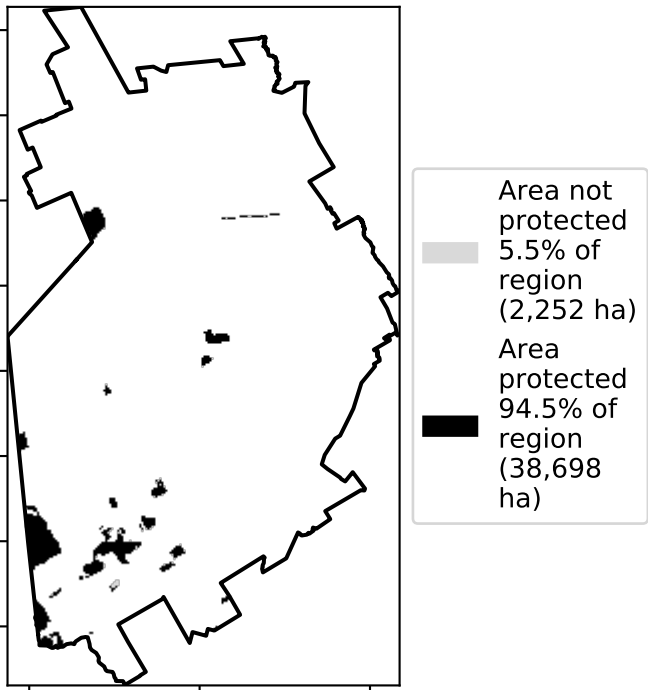 Area not
protected
5.5% of
region
(2,252 ha)
Area
protected
94.5% of
region
(38,698
ha)